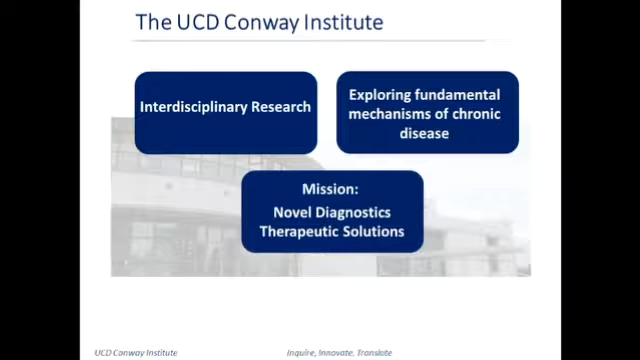 The UCD Conway Institute
Interdisciplinary Research
Exploring fundamental
mechanisms of chronic
disease
Mission:
Novel Diagnostics
Therapeutic Solutions
UCD Conway Institute
Inquire, Innovate, Translate